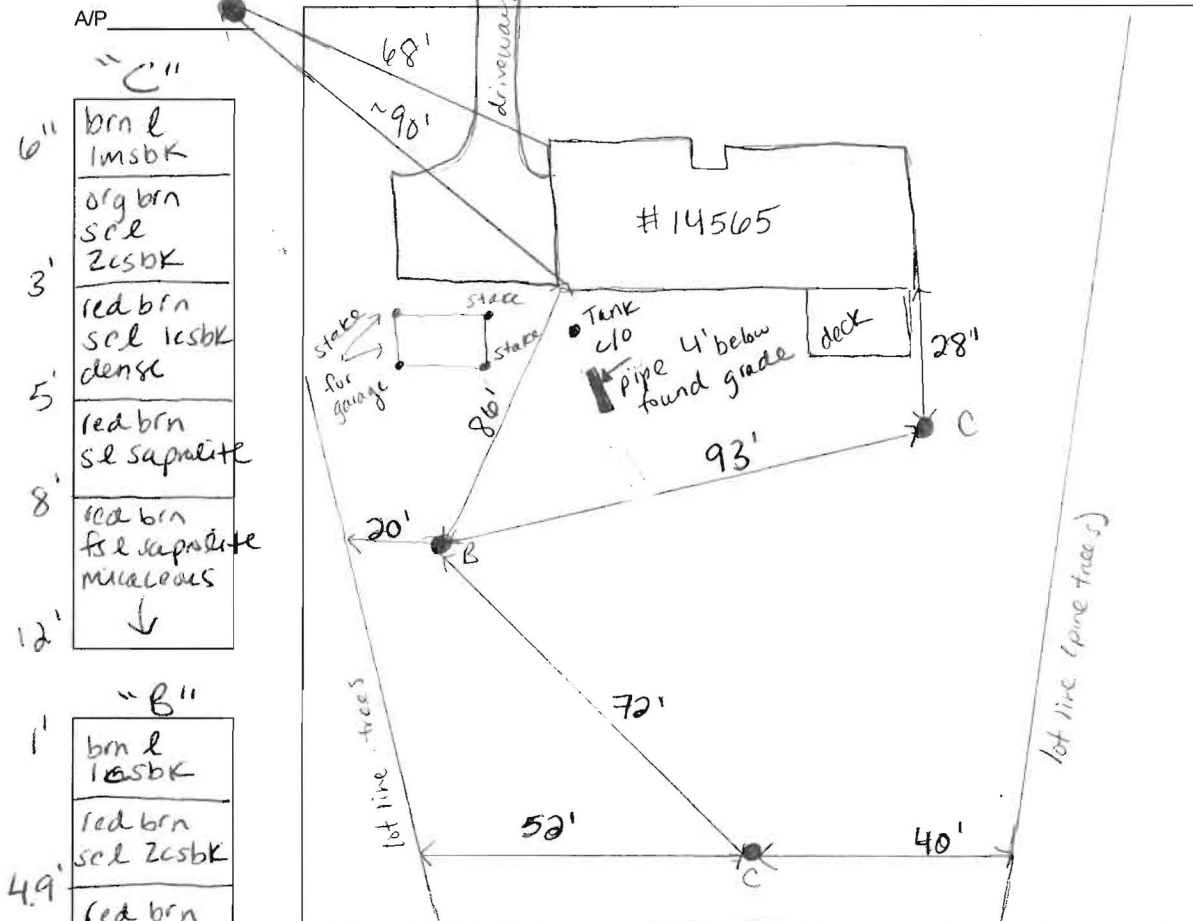 A/P
"C"
6"
brn l
1msbk
org brn
scl
2csbk
3'
red brn
scl 1csbk
dense
5'
red brn
sl saprolite
8'
red brn
fsl saprolite
micaceous
12'
"B"
1'
brn l
sbk
red brn
scl 2csbk
4.9'
red brn
68'
~90'
driveway
#14565
stake
stake
stake
for
garage
Tank
c/o
pipe 4' below
found grade
deck
28'
86'
93'
C
20'
B
72'
lot line trees
lot line (pine trees)
52'
40'
C